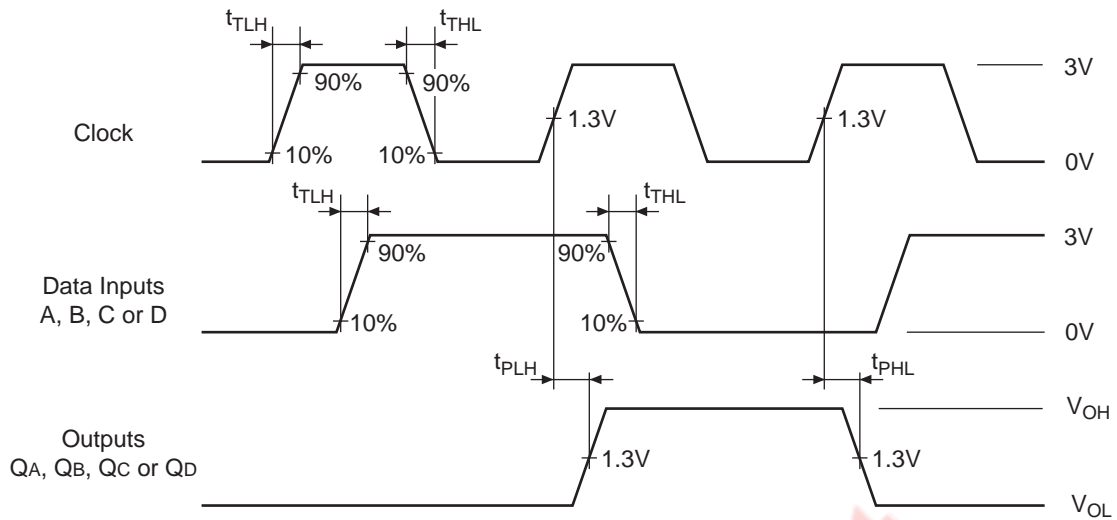 tTLH tTHL
3V
90% 90%
Clock
1.3V 1.3V
10% 10%
0V
tTLH tTHL
3V
90% 90%
Data Inputs
A, B, C or D
10% 10%
0V
tPLH tPHL
VOH
Outputs
QA, QB, QC or QD
1.3V 1.3V
VOL